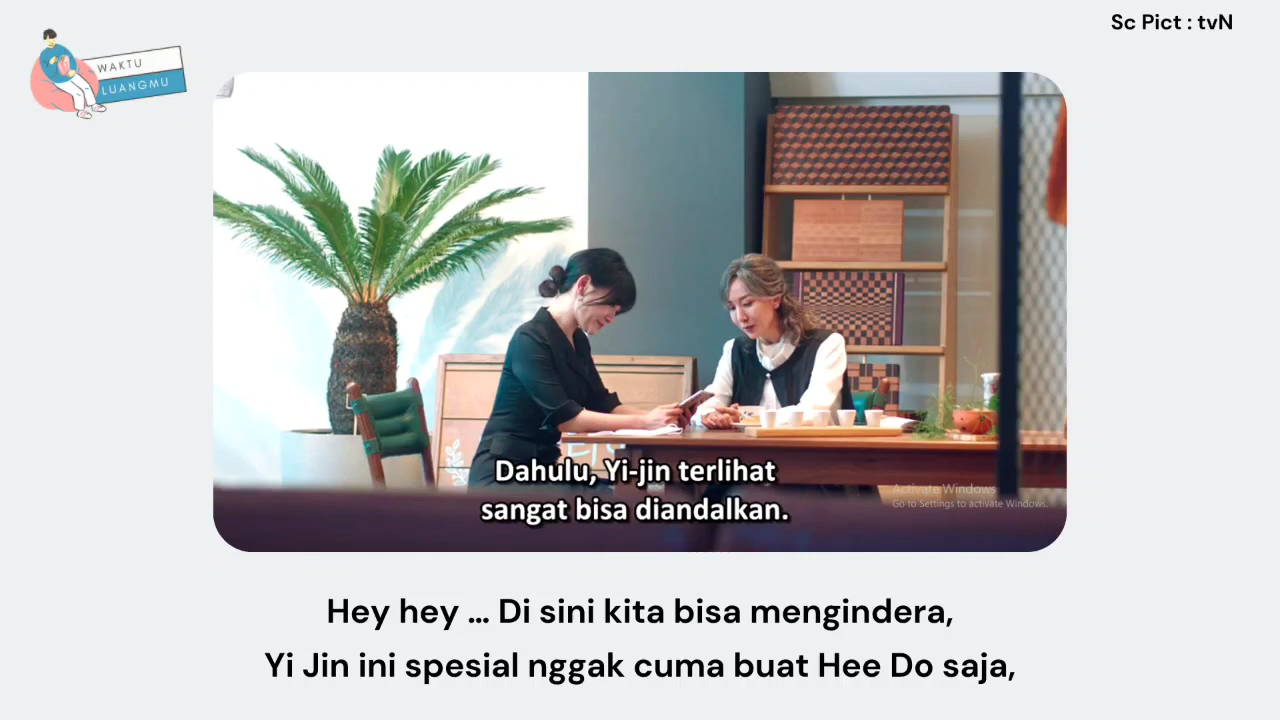 Sc Pict : tvN
WAKTU
LUANGMU
Dahulu, Yi-jin terlihat
sangat bisa diandalkan.
Activate Windows
Go to Settings to activate Windows.
Hey hey ... Di sini kita bisa mengindera,
Yi Jin ini spesial nggak cuma buat Hee Do saja,